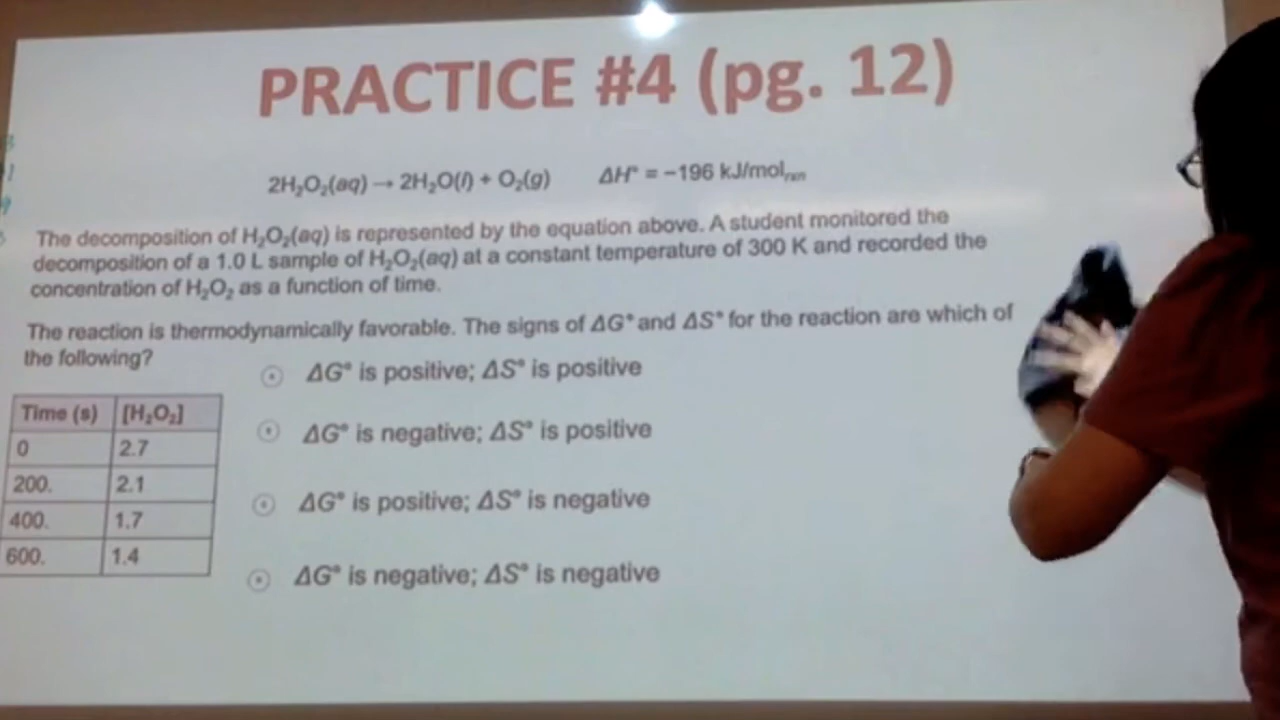 PRACTICE #4 (pg. 12)
2H₂O₂(aq) → 2H₂O(l) + O₂(g) ΔH° = −196 kJ/molᵣₓₙ
The decomposition of H₂O₂(aq) is represented by the equation above. A student monitored the
decomposition of a 1.0 L sample of H₂O₂(aq) at a constant temperature of 300 K and recorded the
concentration of H₂O₂ as a function of time.
The reaction is thermodynamically favorable. The signs of ΔG° and ΔS° for the reaction are which of
the following?
ΔG° is positive; ΔS° is positive
ΔG° is negative; ΔS° is positive
ΔG° is positive; ΔS° is negative
ΔG° is negative; ΔS° is negative
Time (s) [H₂O₂]
0 2.7
200. 2.1
400. 1.7
600. 1.4